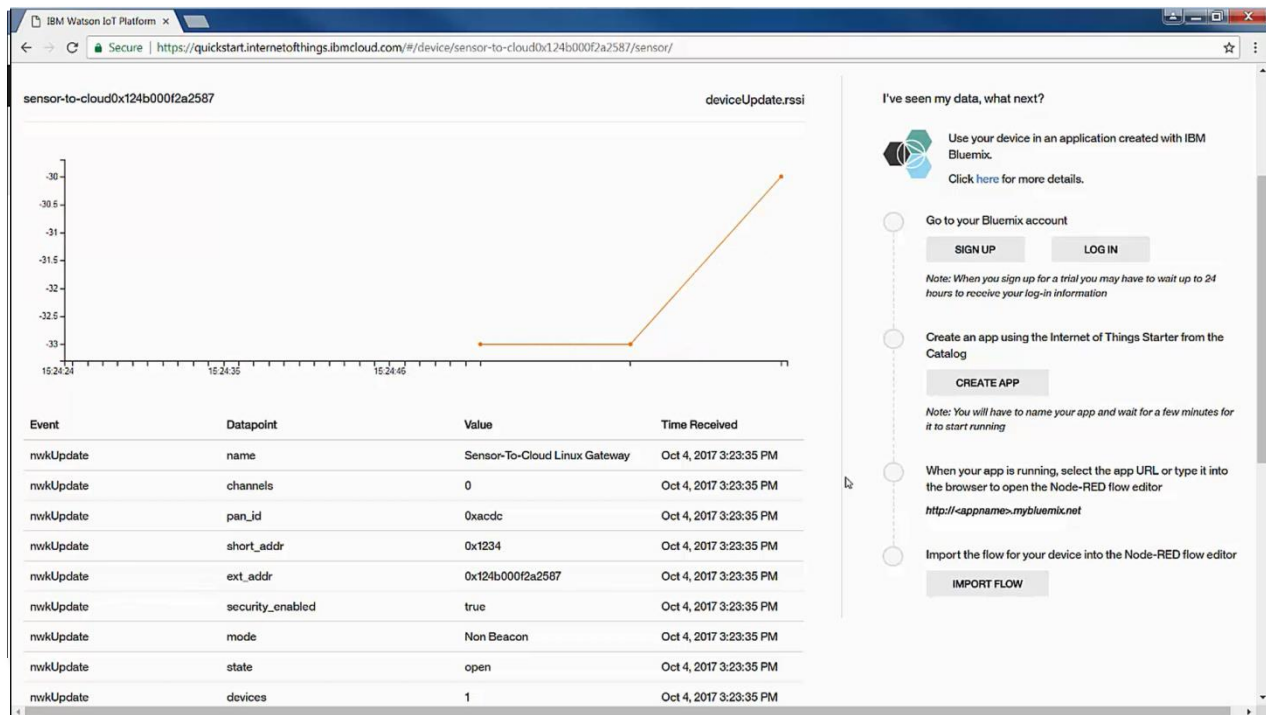 IBM Watson IoT Platform
Secure | https://quickstart.internetofthings.ibmcloud.com/#/device/sensor-to-cloud0x124b000f2a2587/sensor/
sensor-to-cloud0x124b000f2a2587
deviceUpdate.rssi
-30
-30.5
-31
-31.5
-32
-32.5
-33
15:24:24 15:24:35 15:24:46
Event Datapoint Value Time Received
nwkUpdate name Sensor-To-Cloud Linux Gateway Oct 4, 2017 3:23:35 PM
nwkUpdate channels 0 Oct 4, 2017 3:23:35 PM
nwkUpdate pan_id 0xacdc Oct 4, 2017 3:23:35 PM
nwkUpdate short_addr 0x1234 Oct 4, 2017 3:23:35 PM
nwkUpdate ext_addr 0x124b000f2a2587 Oct 4, 2017 3:23:35 PM
nwkUpdate security_enabled true Oct 4, 2017 3:23:35 PM
nwkUpdate mode Non Beacon Oct 4, 2017 3:23:35 PM
nwkUpdate state open Oct 4, 2017 3:23:35 PM
nwkUpdate devices 1 Oct 4, 2017 3:23:35 PM
I've seen my data, what next?
Use your device in an application created with IBM
Bluemix.
Click here for more details.
Go to your Bluemix account
SIGN UP LOG IN
Note: When you sign up for a trial you may have to wait up to 24
hours to receive your log-in information
Create an app using the Internet of Things Starter from the
Catalog
CREATE APP
Note: You will have to name your app and wait for a few minutes for
it to start running
When your app is running, select the app URL or type it into
the browser to open the Node-RED flow editor
http://<appname>.mybluemix.net
Import the flow for your device into the Node-RED flow editor
IMPORT FLOW